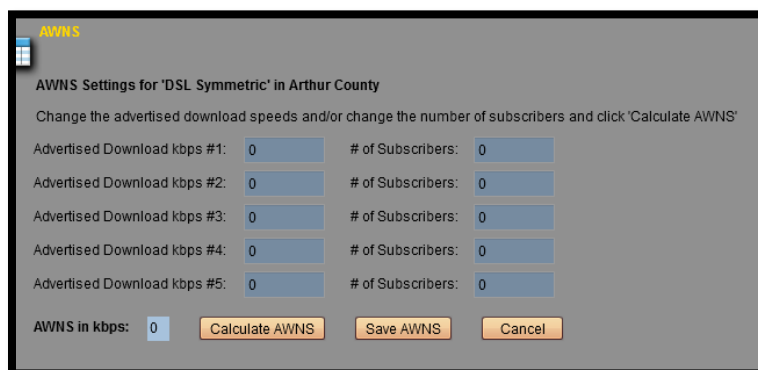 AWNS
AWNS Settings for 'DSL Symmetric' in Arthur County
Change the advertised download speeds and/or change the number of subscribers and click 'Calculate AWNS'
Advertised Download kbps #1: 0 # of Subscribers: 0
Advertised Download kbps #2: 0 # of Subscribers: 0
Advertised Download kbps #3: 0 # of Subscribers: 0
Advertised Download kbps #4: 0 # of Subscribers: 0
Advertised Download kbps #5: 0 # of Subscribers: 0
AWNS in kbps: 0 Calculate AWNS Save AWNS Cancel